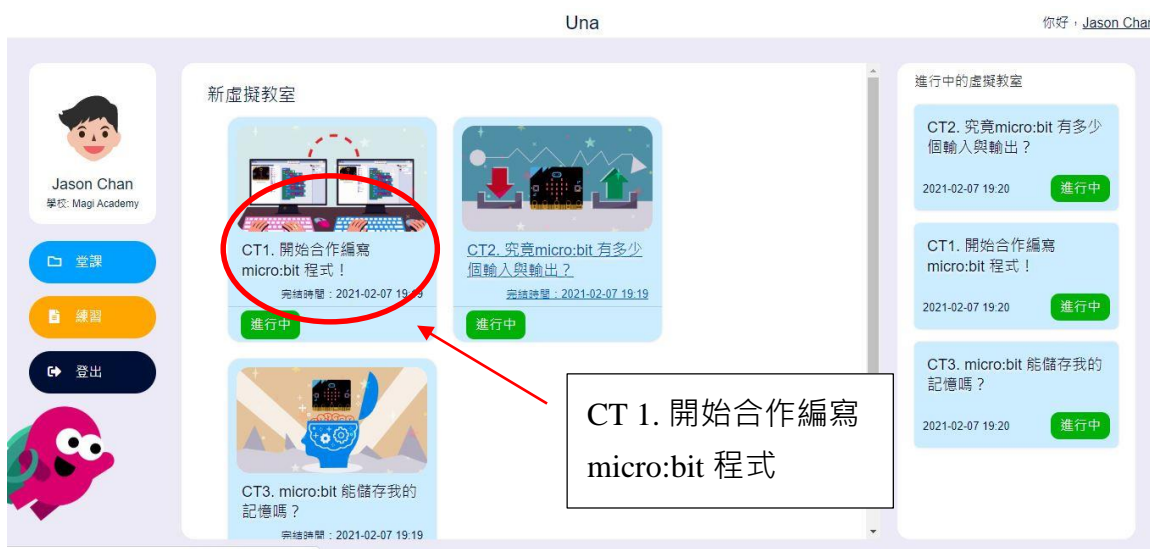 Una
你好，Jason Chan
Jason Chan
學校: Magi Academy
堂課
練習
登出
新虛擬教室
CT1. 開始合作編寫
micro:bit 程式！
完結時間：2021-02-07 19:19
進行中
CT2. 究竟micro:bit 有多少
個輸入與輸出？
完結時間：2021-02-07 19:19
進行中
CT3. micro:bit 能儲存我的
記憶嗎？
完結時間：2021-02-07 19:19
CT 1. 開始合作編寫
micro:bit 程式
進行中的虛擬教室
CT2. 究竟micro:bit 有多少
個輸入與輸出？
2021-02-07 19:20
進行中
CT1. 開始合作編寫
micro:bit 程式！
2021-02-07 19:20
進行中
CT3. micro:bit 能儲存我的
記憶嗎？
2021-02-07 19:20
進行中